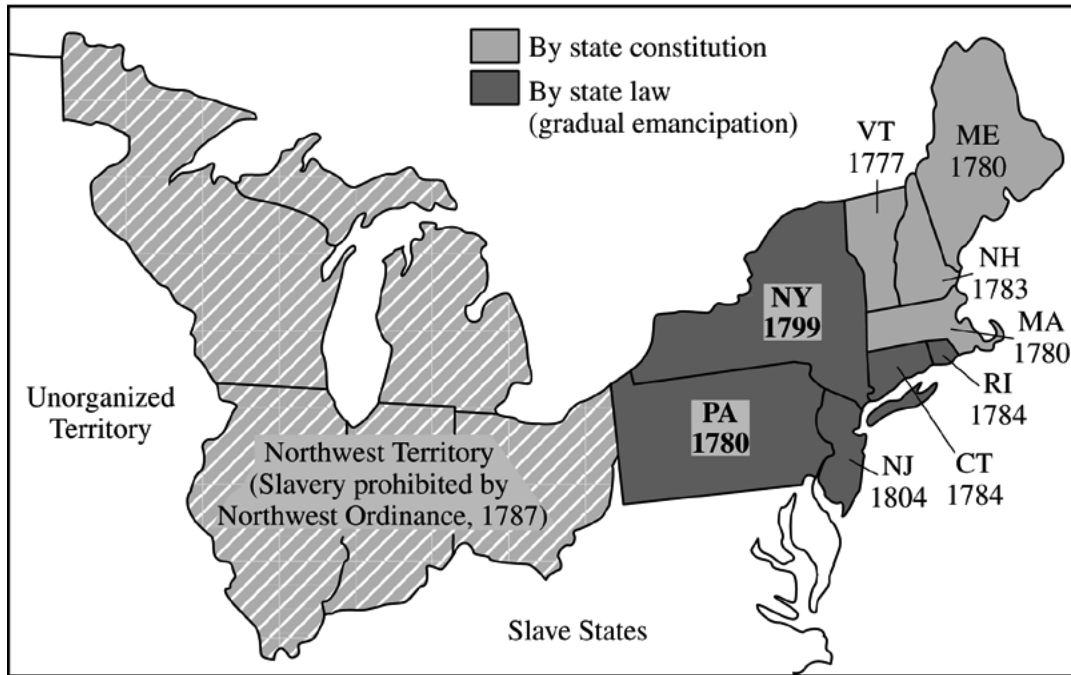 By state constitution
By state law
(gradual emancipation)
VT
1777
ME
1780
NH
1783
NY
1799
MA
1780
RI
1784
Unorganized
Territory
PA
1780
Northwest Territory
(Slavery prohibited by
Northwest Ordinance, 1787)
NJ
1804
CT
1784
Slave States